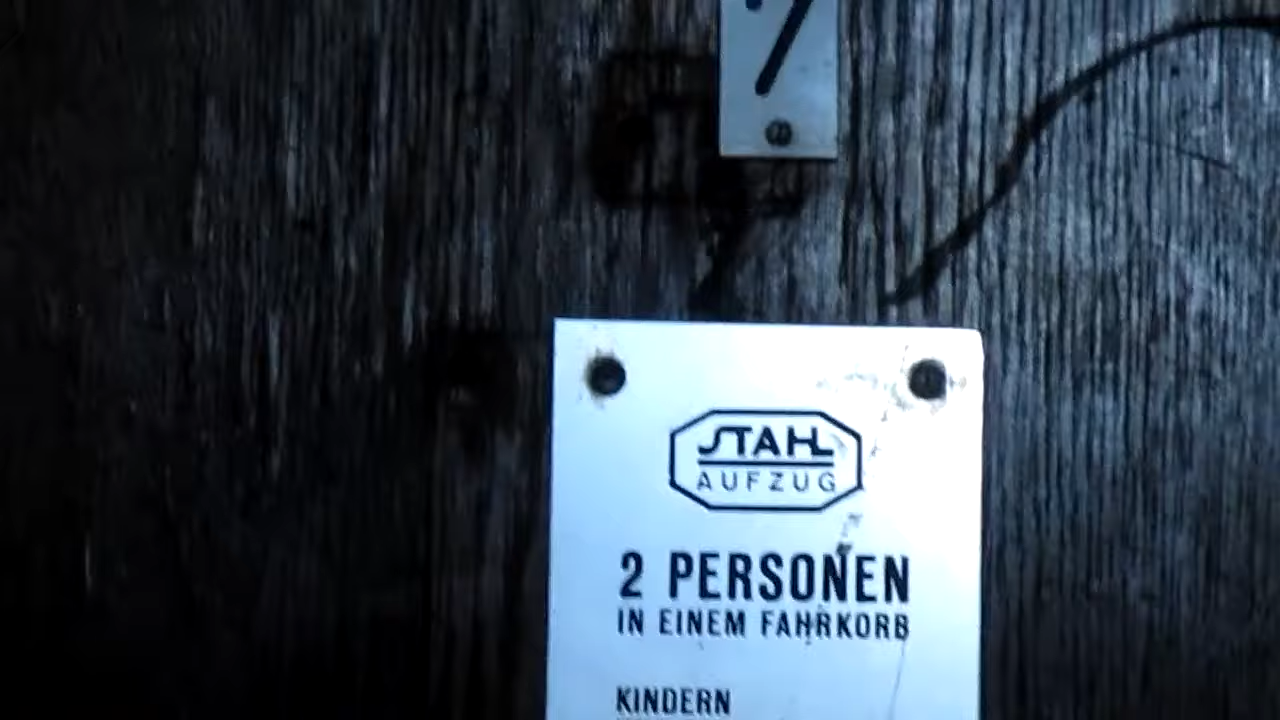 STAHL
AUFZUG
2 PERSONEN
IN EINEM FAHRKORB
KINDERN